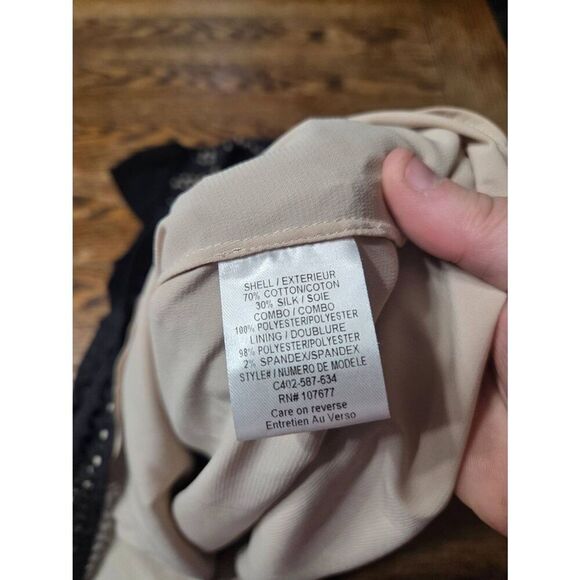 SHELL / EXTERIEUR
70% COTTON/COTON
30% SILK / SOIE
COMBO / COMBO
100% POLYESTER/POLYESTER
LINING / DOUBLURE
98% POLYESTER/POLYESTER
2% SPANDEX/SPANDEX
STYLE# / NUMERO DE MODELE
C402-587-634
RN# 107677
Care on reverse
Entretien Au Verso